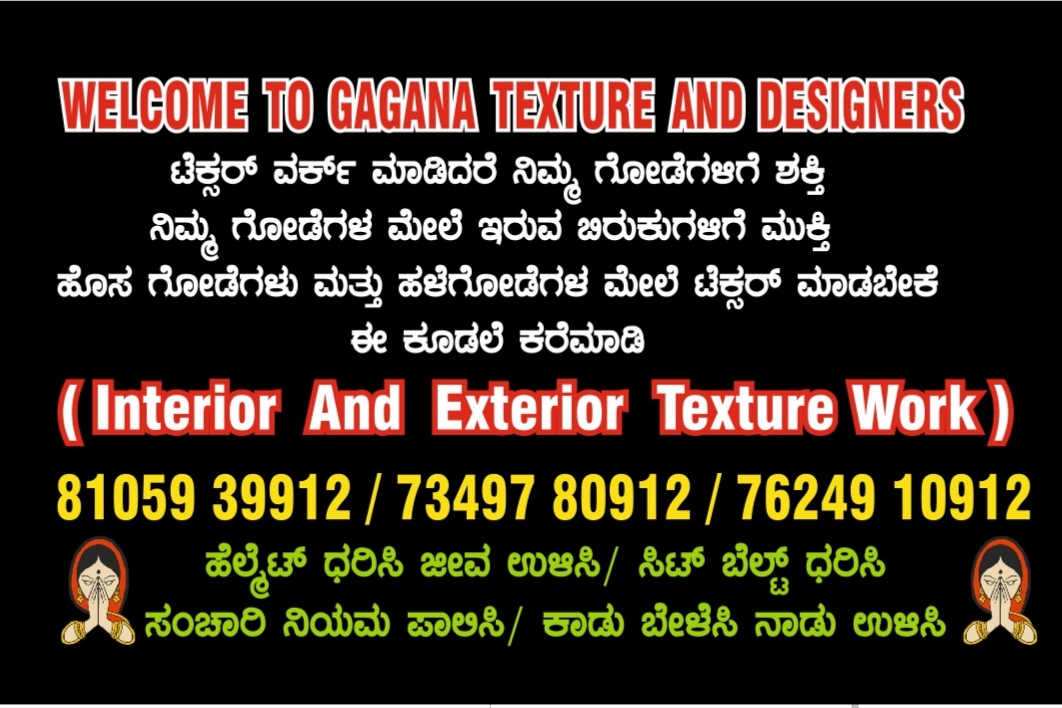 WELCOME TO GAGANA TEXTURE AND DESIGNERS
ಟೆಕ್ಸರ್ ವರ್ಕ್ ಮಾಡಿದರೆ ನಿಮ್ಮ ಗೋಡೆಗಳಿಗೆ ಶಕ್ತಿ
ನಿಮ್ಮ ಗೋಡೆಗಳ ಮೇಲೆ ಇರುವ ಬಿರುಕುಗಳಿಗೆ ಮುಕ್ತಿ
ಹೊಸ ಗೋಡೆಗಳು ಮತ್ತು ಹಳೆಗೋಡೆಗಳ ಮೇಲೆ ಟೆಕ್ಸರ್ ಮಾಡಬೇಕೆ
ಈ ಕೂಡಲೆ ಕರೆಮಾಡಿ
( Interior And Exterior Texture Work )
81059 39912 / 73497 80912 / 76249 10912
ಹೆಲ್ಮೆಟ್ ಧರಿಸಿ ಜೀವ ಉಳಿಸಿ/ ಸಿಟ್ ಬೆಲ್ಟ್ ಧರಿಸಿ
ಸಂಚಾರಿ ನಿಯಮ ಪಾಲಿಸಿ/ ಕಾಡು ಬೇಳೆಸಿ ನಾಡು ಉಳಿಸಿ